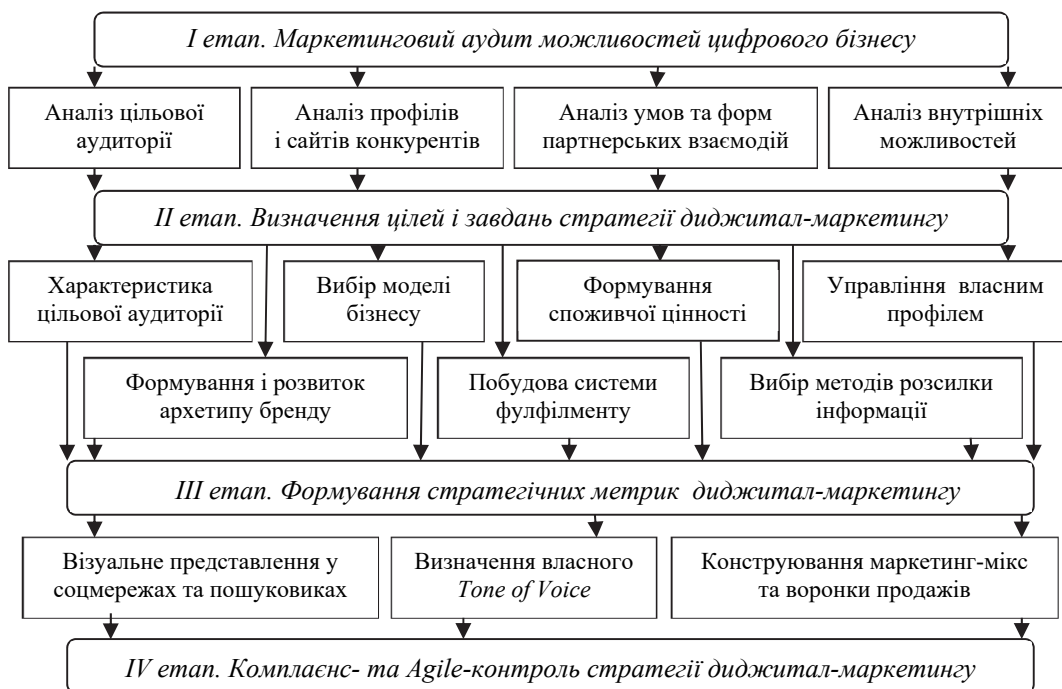 I етап. Маркетинговий аудит можливостей цифрового бізнесу
Аналіз цільової
аудиторії
Аналіз профілів
і сайтів конкурентів
Аналіз умов та форм
партнерських взаємодій
Аналіз внутрішніх
можливостей
II етап. Визначення цілей і завдань стратегії диджитал-маркетингу
Характеристика
цільової аудиторії
Вибір моделі
бізнесу
Формування
споживчої цінності
Управління власним
профілем
Формування і розвиток
архетипу бренду
Побудова системи
фулфілменту
Вибір методів розсилки
інформації
III етап. Формування стратегічних метрик диджитал-маркетингу
Візуальне представлення у
соцмережах та пошуковиках
Визначення власного
Tone of Voice
Конструювання маркетинг-мікс
та воронки продажів
IV етап. Комплаєнс- та Agile-контроль стратегії диджитал-маркетингу